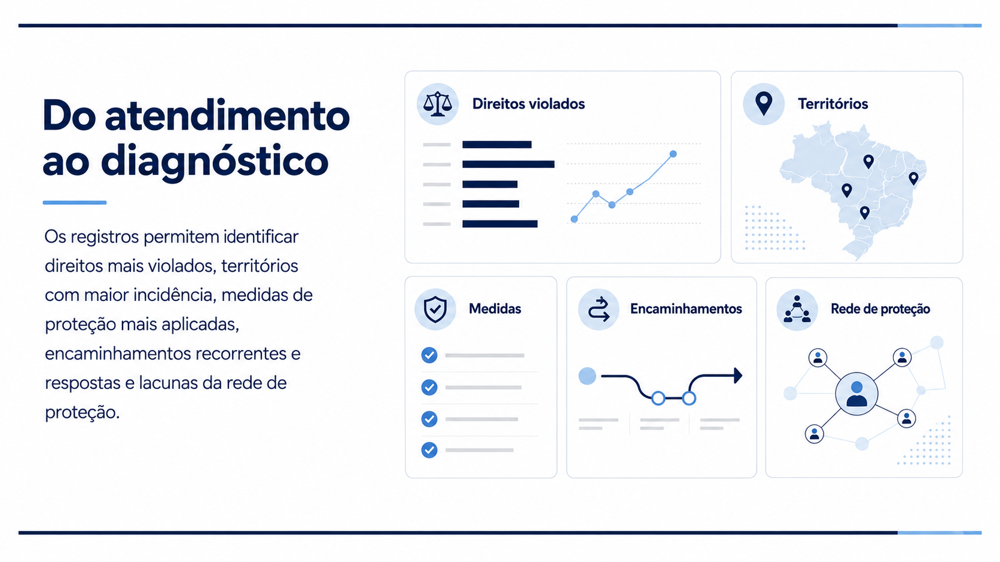 Do atendimento
ao diagnóstico
Os registros permitem identificar
direitos mais violados, territórios
com maior incidência, medidas de
proteção mais aplicadas,
encaminhamentos recorrentes e
respostas e lacunas da rede de
proteção.
Direitos violados
Territórios
Medidas
Encaminhamentos
Rede de proteção